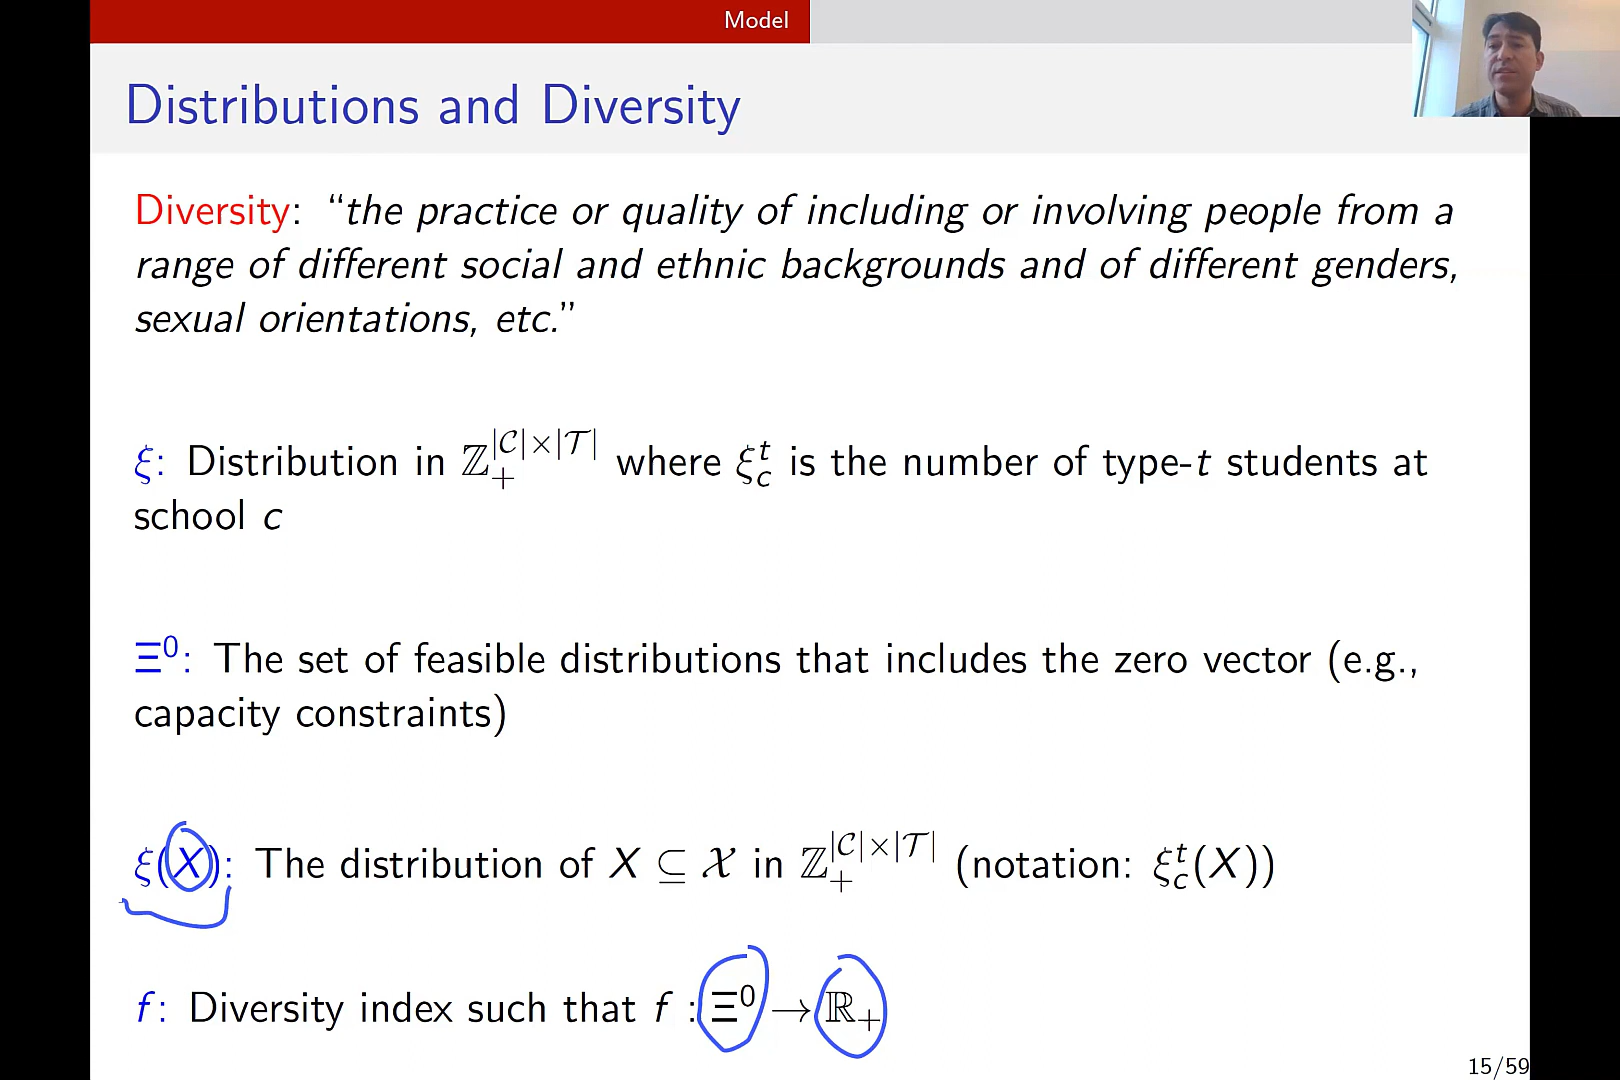 Model
Distributions and Diversity
Diversity: “the practice or quality of including or involving people from a
range of different social and ethnic backgrounds and of different genders,
sexual orientations, etc.”
ξ: Distribution in ℤ₊^{|𝒞|×|𝒯|} where ξ_c^t is the number of type-t students at
school c
Ξ⁰: The set of feasible distributions that includes the zero vector (e.g.,
capacity constraints)
ξ(X): The distribution of X ⊆ 𝒳 in ℤ₊^{|𝒞|×|𝒯|} (notation: ξ_c^t(X))
f: Diversity index such that f : Ξ⁰ → ℝ₊
15/59